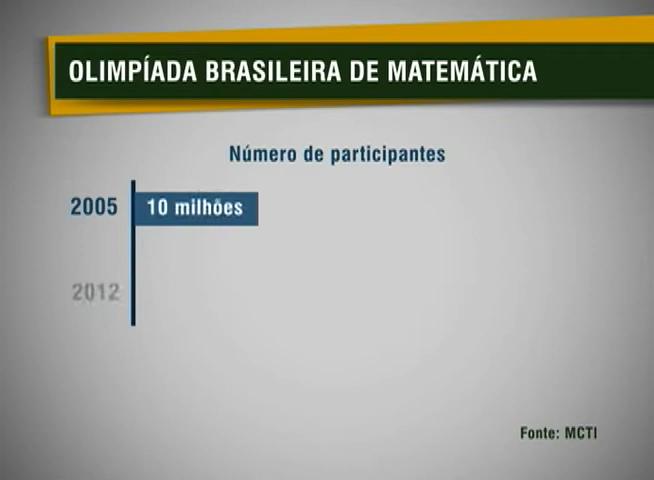 OLIMPÍADA BRASILEIRA DE MATEMÁTICA
Número de participantes
2005 10 milhões
2012
Fonte: MCTI